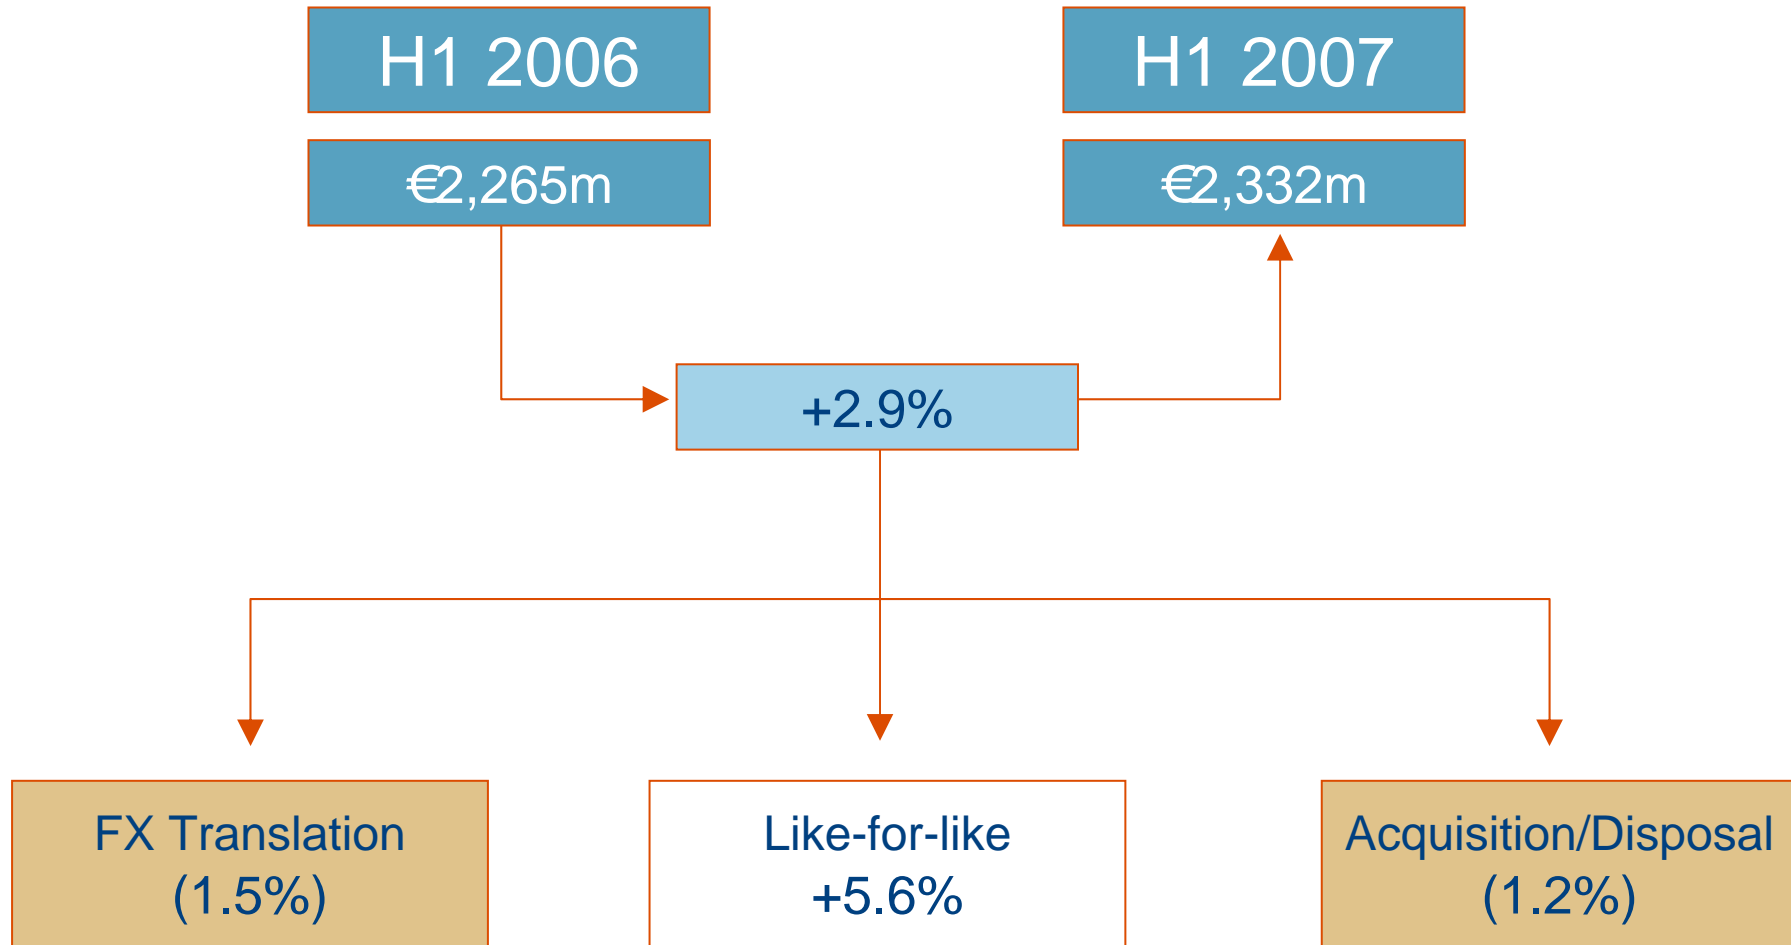 H1 2006
H1 2007
€2,265m
€2,332m
+2.9%
FX Translation
(1.5%)
Like-for-like
+5.6%
Acquisition/Disposal
(1.2%)